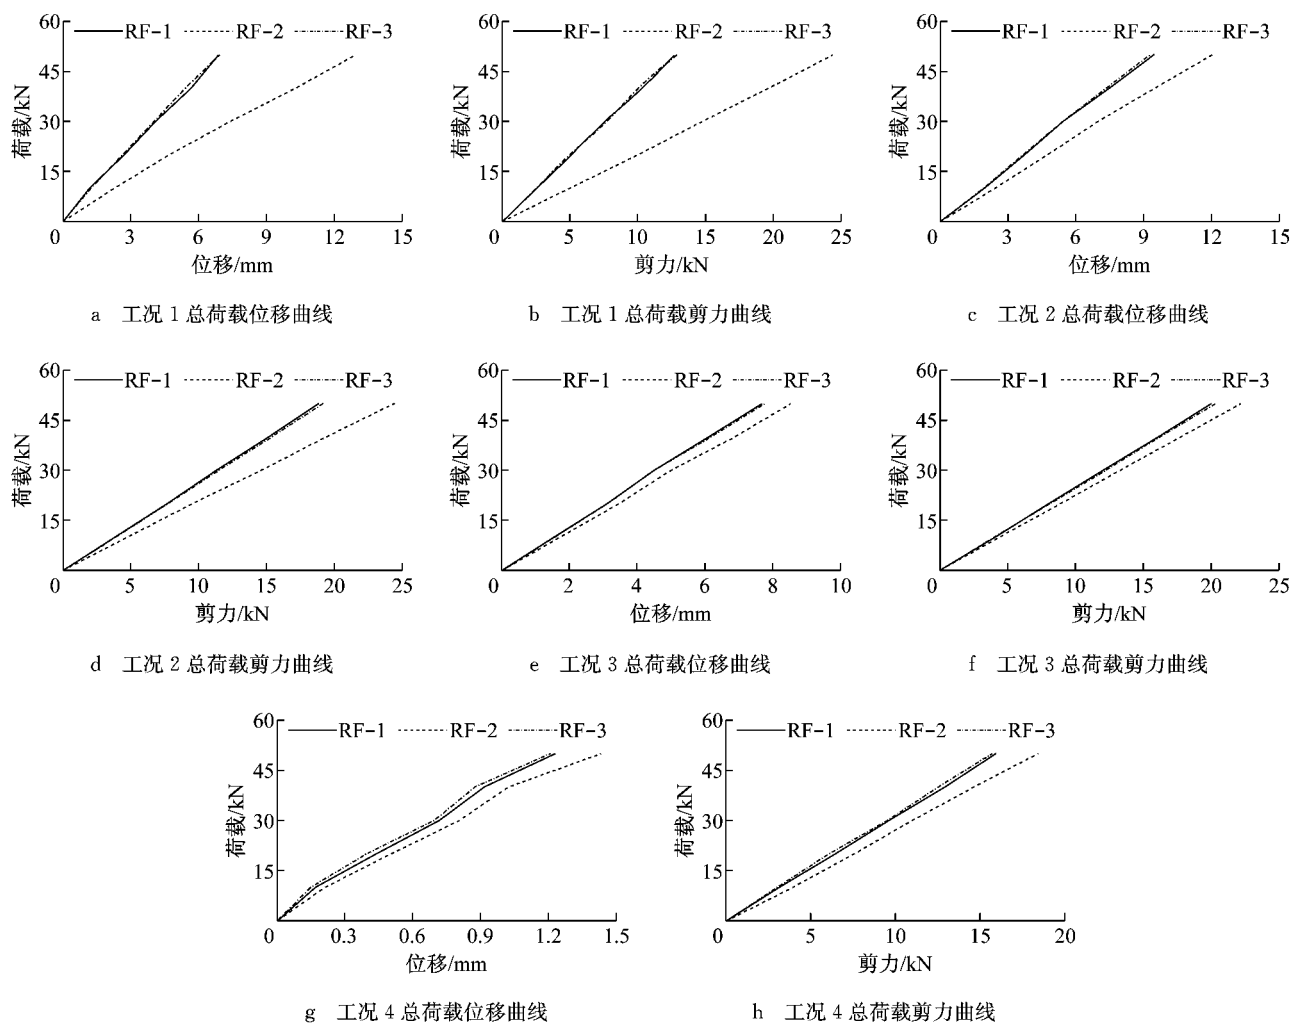 60
RF-1 RF-2 RF-3
45
30
15
0 3 6 9 12 15
荷载/kN
位移/mm
a 工况 1 总荷载位移曲线
60
RF-1 RF-2 RF-3
45
30
15
0 5 10 15 20 25
荷载/kN
剪力/kN
b 工况 1 总荷载剪力曲线
60
RF-1 RF-2 RF-3
45
30
15
0 3 6 9 12 15
荷载/kN
位移/mm
c 工况 2 总荷载位移曲线
60
RF-1 RF-2 RF-3
45
30
15
0 5 10 15 20 25
荷载/kN
剪力/kN
d 工况 2 总荷载剪力曲线
60
RF-1 RF-2 RF-3
45
30
15
0 2 4 6 8 10
荷载/kN
位移/mm
e 工况 3 总荷载位移曲线
60
RF-1 RF-2 RF-3
45
30
15
0 5 10 15 20 25
荷载/kN
剪力/kN
f 工况 3 总荷载剪力曲线
60
RF-1 RF-2 RF-3
45
30
15
0 0.3 0.6 0.9 1.2 1.5
荷载/kN
位移/mm
g 工况 4 总荷载位移曲线
60
RF-1 RF-2 RF-3
45
30
15
0 5 10 15 20
荷载/kN
剪力/kN
h 工况 4 总荷载剪力曲线